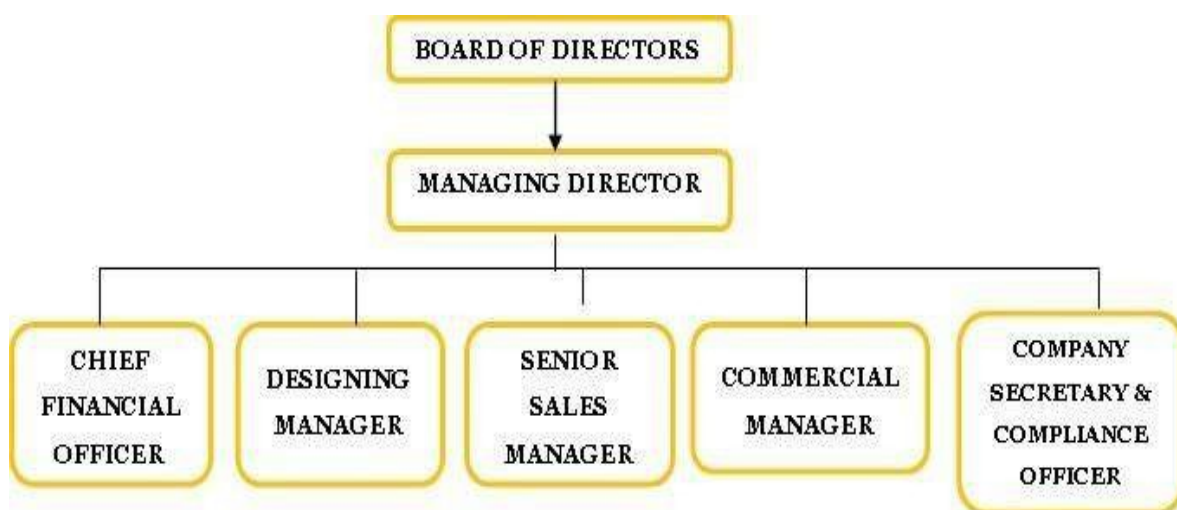 BOARD OF DIRECTORS
MANAGING DIRECTOR
CHIEF
FINANCIAL
OFFICER
DESIGNING
MANAGER
SENIOR
SALES
MANAGER
COMMERCIAL
MANAGER
COMPANY
SECRETARY &
COMPLIANCE
OFFICER